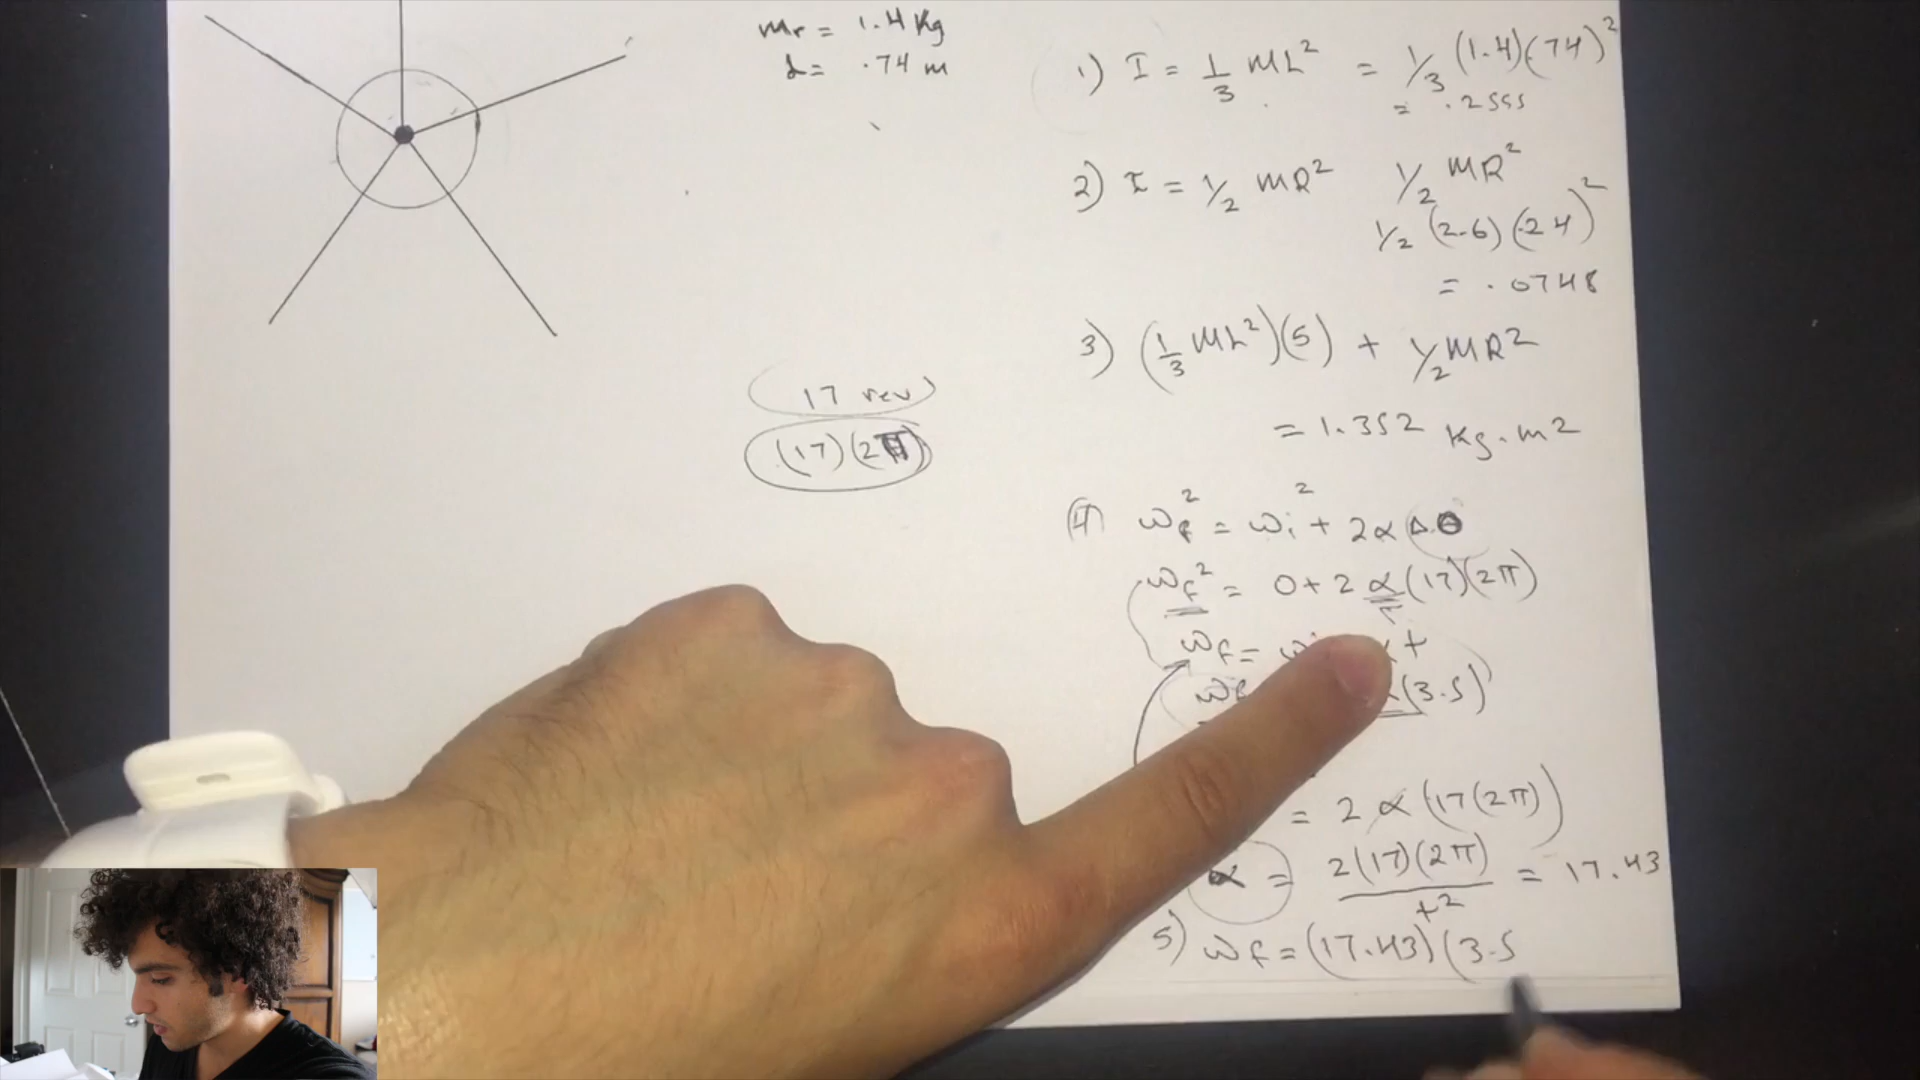 mr = 1.4 kg
L = .74 m
1) I = 1/3 ML² = 1/3 (1.4)(.74)²
= .2555
2) I = 1/2 MR² 1/2 MR²
1/2 (2.6)(.24)²
= .0748
3) (1/3 ML²)(5) + 1/2 MR²
= 1.352 kg.m2
17 rev
(17)(2π)
4) ωf² = ωi² + 2α Δθ
ωf² = 0 + 2 α (17)(2π)
ωf = t
(3.5)
= 2 α (17(2π))
α = 2(17)(2π) / t² = 17.43
5) ωf = (17.43)(3.5